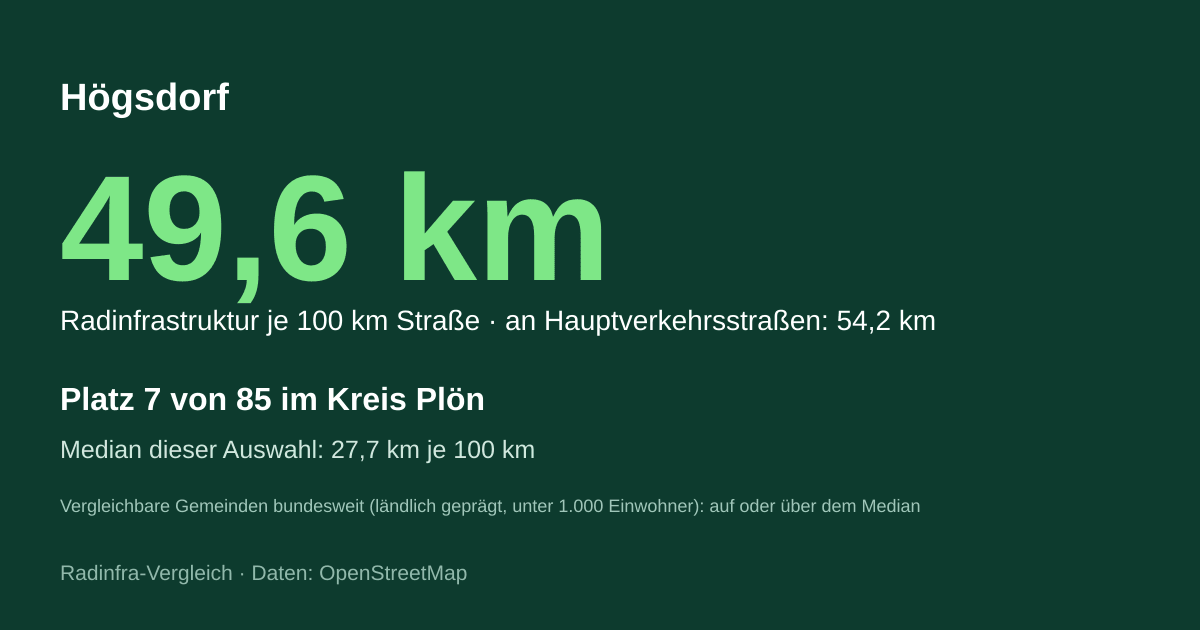 Högsdorf
49,6 km
Radinfrastruktur je 100 km Straße · an Hauptverkehrsstraßen: 54,2 km
Platz 7 von 85 im Kreis Plön
Median dieser Auswahl: 27,7 km je 100 km
Vergleichbare Gemeinden bundesweit (ländlich geprägt, unter 1.000 Einwohner): auf oder über dem Median
Radinfra-Vergleich · Daten: OpenStreetMap